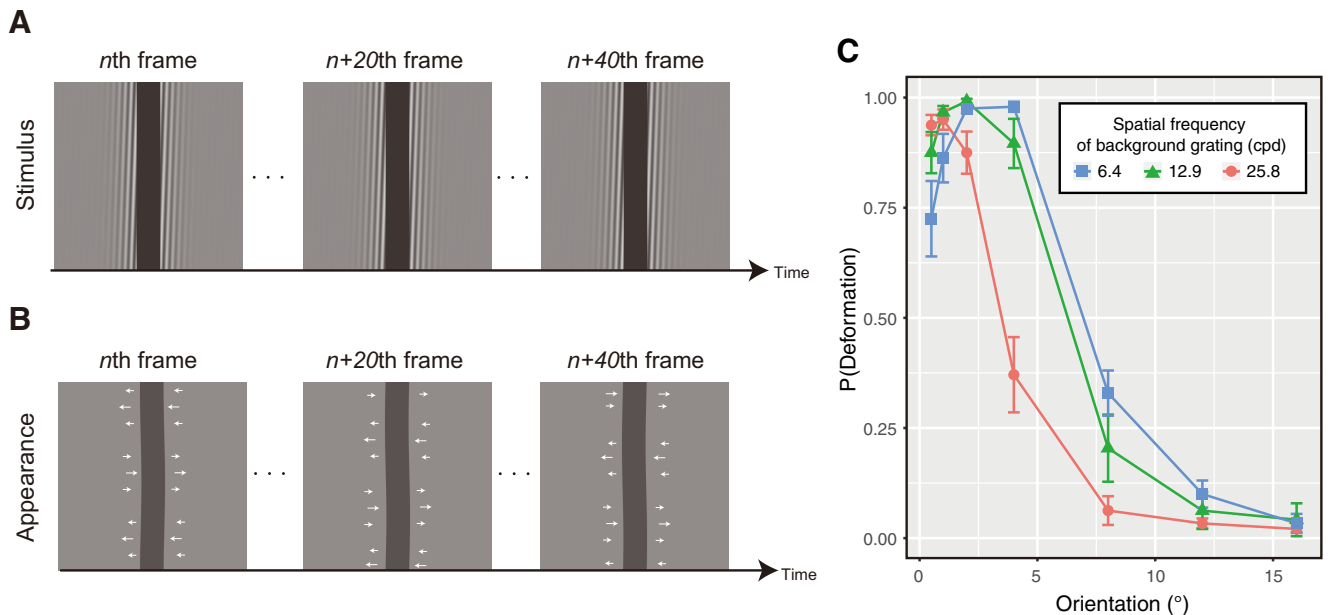 A
nth frame
n+20th frame
n+40th frame
Stimulus
. . .
. . .
Time
B
nth frame
n+20th frame
n+40th frame
Appearance
. . .
. . .
Time
C
1.00
0.75
0.50
0.25
0.00
P(Deformation)
Spatial frequency
of background grating (cpd)
6.4 12.9 25.8
0 5 10 15
Orientation (°)